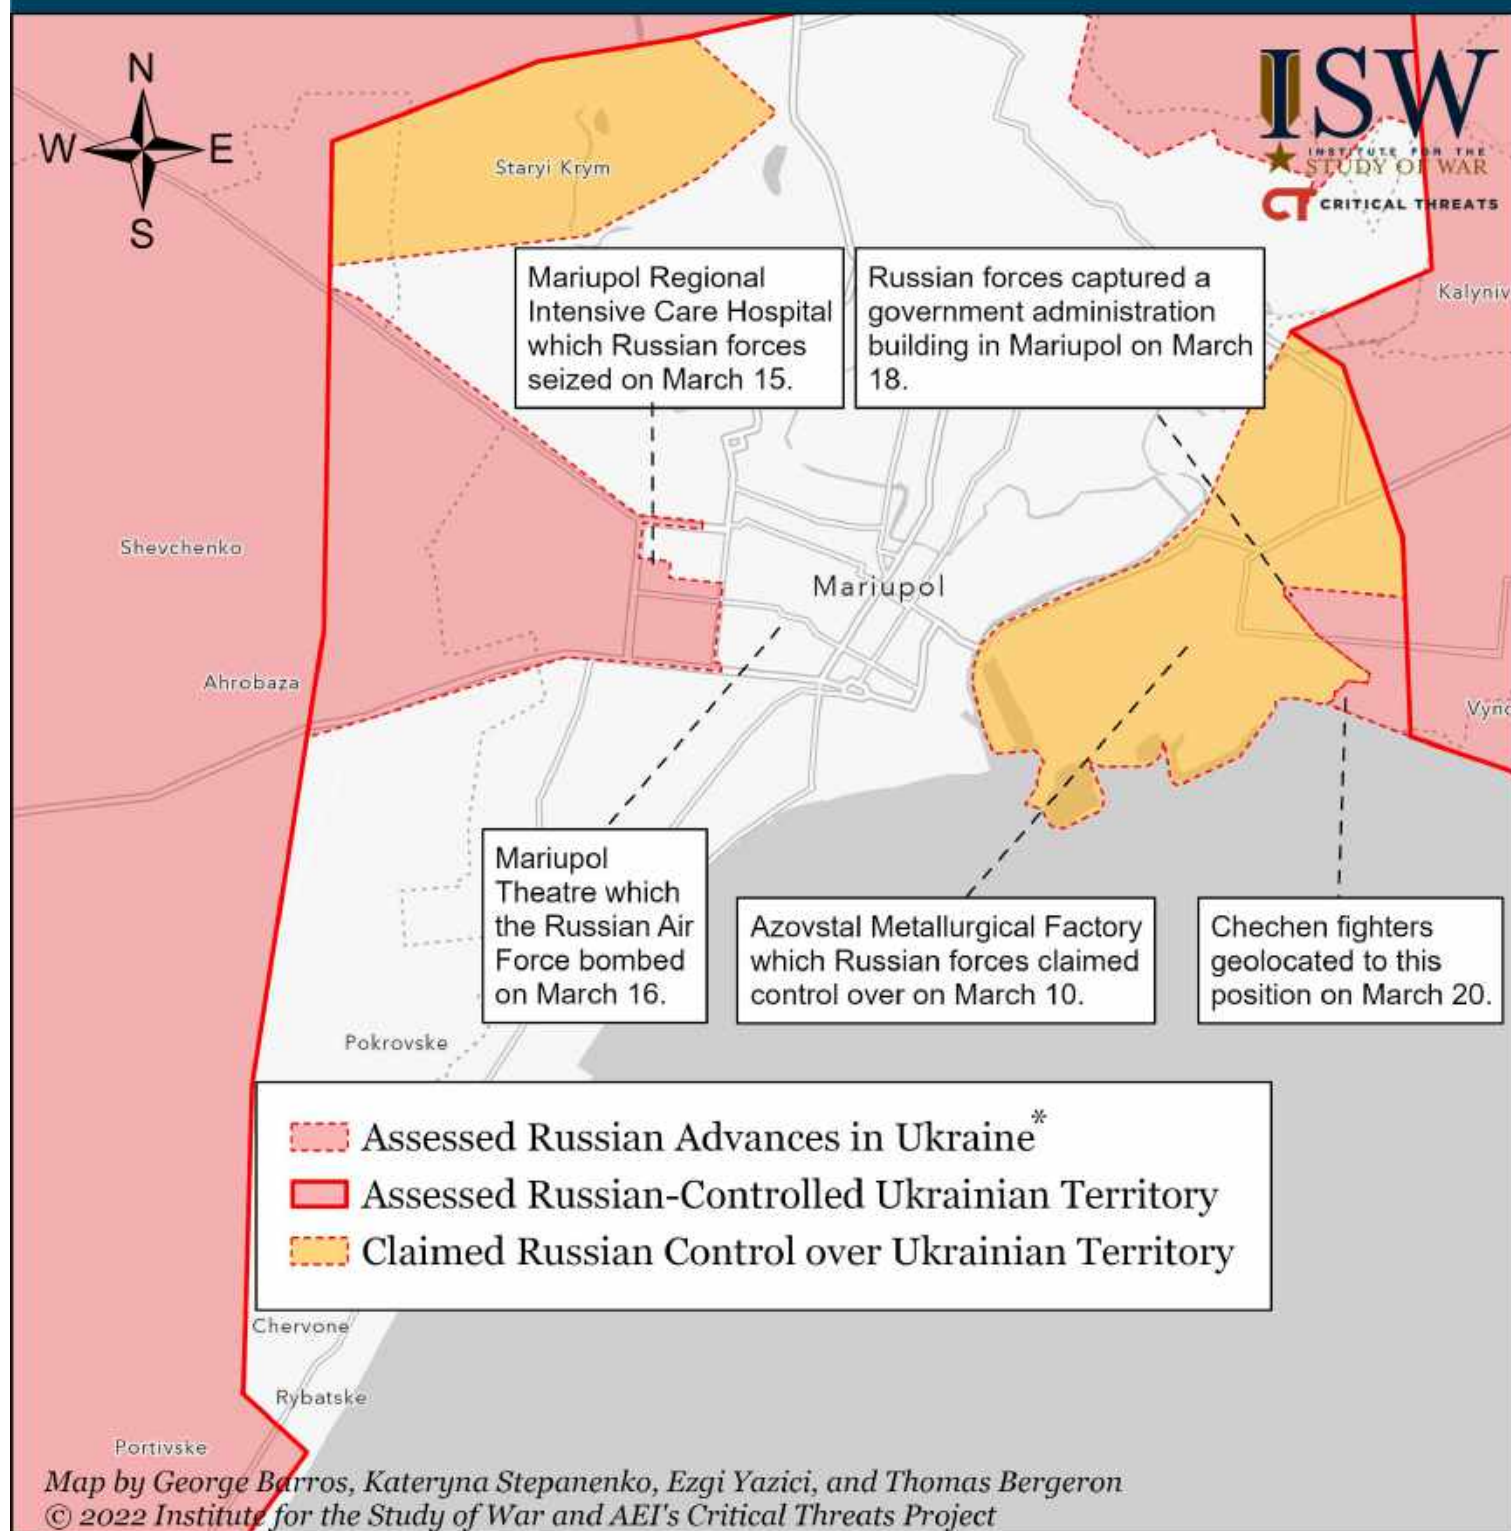 N
W
E
S
ISW
INSTITUTE FOR THE
STUDY OF WAR
CT CRITICAL THREATS
Staryi Krym
Mariupol Regional
Intensive Care Hospital
which Russian forces
seized on March 15.
Russian forces captured a
government administration
building in Mariupol on March
18.
Kalyniv
Shevchenko
Mariupol
Ahrobaza
Vyno
Mariupol
Theatre which
the Russian Air
Force bombed
on March 16.
Azovstal Metallurgical Factory
which Russian forces claimed
control over on March 10.
Chechen fighters
geolocated to this
position on March 20.
Pokrovske
Assessed Russian Advances in Ukraine*
Assessed Russian-Controlled Ukrainian Territory
Claimed Russian Control over Ukrainian Territory
Chervone
Rybatske
Portivske
Map by George Barros, Kateryna Stepanenko, Ezgi Yazici, and Thomas Bergeron
© 2022 Institute for the Study of War and AEI's Critical Threats Project